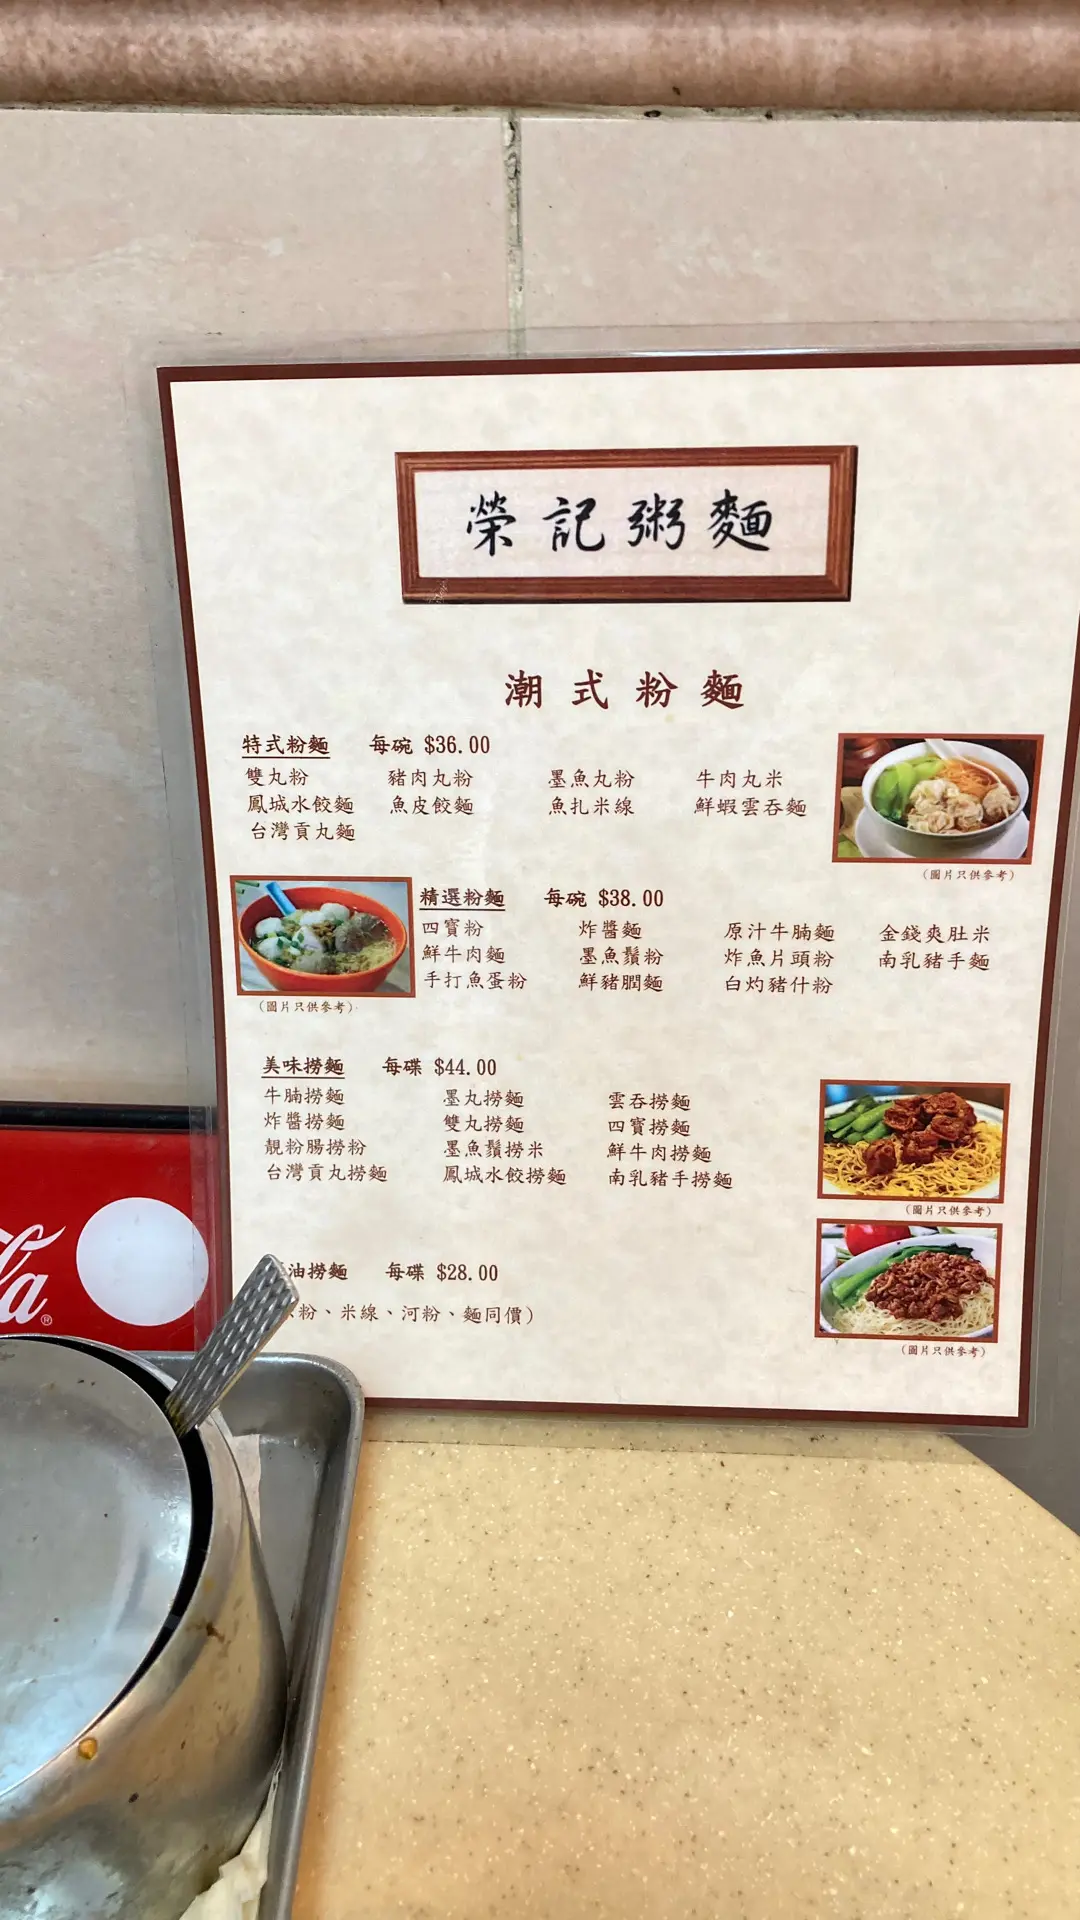 榮記粥麵
潮式粉麵
特式粉麵 每碗 $36.00
雙丸粉 豬肉丸粉 墨魚丸粉 牛肉丸米
鳳城水餃麵 魚皮餃麵 魚扎米線 鮮蝦雲吞麵
台灣貢丸麵
(圖片只供參考)
精選粉麵 每碗 $38.00
四寶粉 炸醬麵 原汁牛腩麵 金錢爽肚米
鮮牛肉麵 墨魚鬚粉 炸魚片頭粉 南乳豬手麵
手打魚蛋粉 鮮豬膶麵 白灼豬什粉
(圖片只供參考)
美味撈麵 每碟 $44.00
牛腩撈麵 墨丸撈麵 雲吞撈麵
炸醬撈麵 雙丸撈麵 四寶撈麵
靚粉腸撈粉 墨魚鬚撈米 鮮牛肉撈麵
台灣貢丸撈麵 鳳城水餃撈麵 南乳豬手撈麵
(圖片只供參考)
油撈麵 每碟 $28.00
粉、米線、河粉、麵同價)
(圖片只供參考)
la®